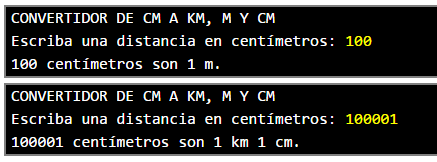 CONVERTIDOR DE CM A KM, M Y CM
Escriba una distancia en centímetros: 100
100 centímetros son 1 m.
CONVERTIDOR DE CM A KM, M Y CM
Escriba una distancia en centímetros: 100001
100001 centímetros son 1 km 1 cm.